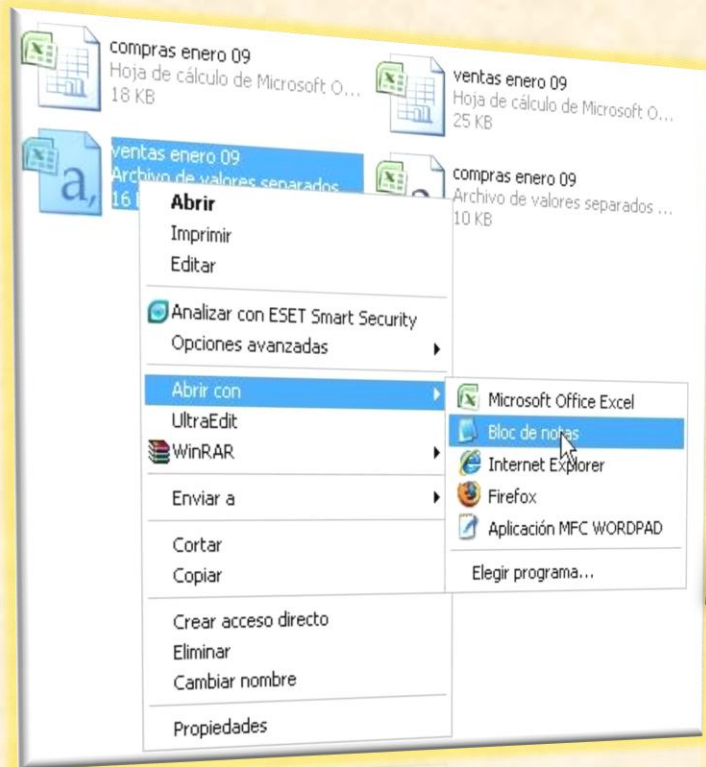 compras enero 09
Hoja de cálculo de Microsoft O...
18 KB
ventas enero 09
Hoja de cálculo de Microsoft O...
25 KB
ventas enero 09
Archivo de valores separados
16
compras enero 09
Archivo de valores separados ...
10 KB
Abrir
Imprimir
Editar
Analizar con ESET Smart Security
Opciones avanzadas
Abrir con
UltraEdit
WinRAR
Enviar a
Cortar
Copiar
Crear acceso directo
Eliminar
Cambiar nombre
Propiedades
Microsoft Office Excel
Bloc de notas
Internet Explorer
Firefox
Aplicación MFC WORDPAD
Elegir programa...